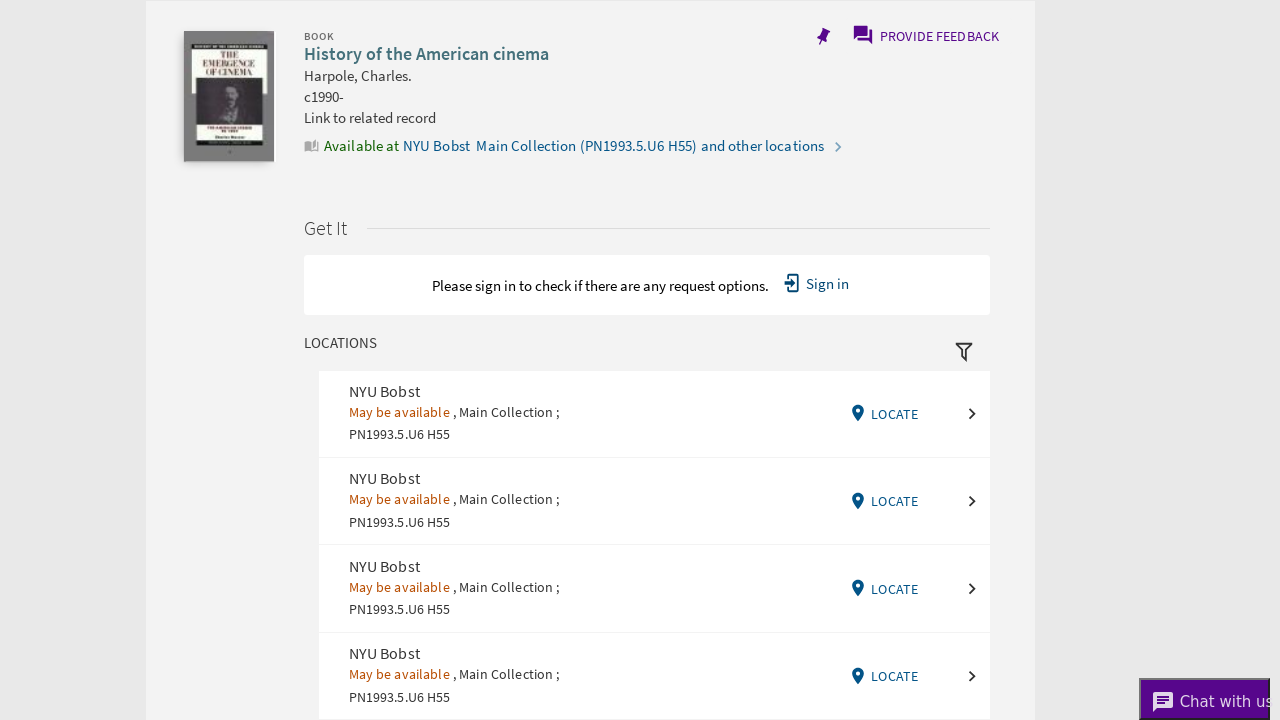 THE EMERGENCE OF CINEMA
BOOK
History of the American cinema
Harpole, Charles.
c1990-
Link to related record
Available at NYU Bobst Main Collection (PN1993.5.U6 H55) and other locations
PROVIDE FEEDBACK
Get It
Please sign in to check if there are any request options. Sign in
LOCATIONS
NYU Bobst
May be available , Main Collection ;
PN1993.5.U6 H55
LOCATE
NYU Bobst
May be available , Main Collection ;
PN1993.5.U6 H55
LOCATE
NYU Bobst
May be available , Main Collection ;
PN1993.5.U6 H55
LOCATE
NYU Bobst
May be available , Main Collection ;
PN1993.5.U6 H55
LOCATE
Chat with us